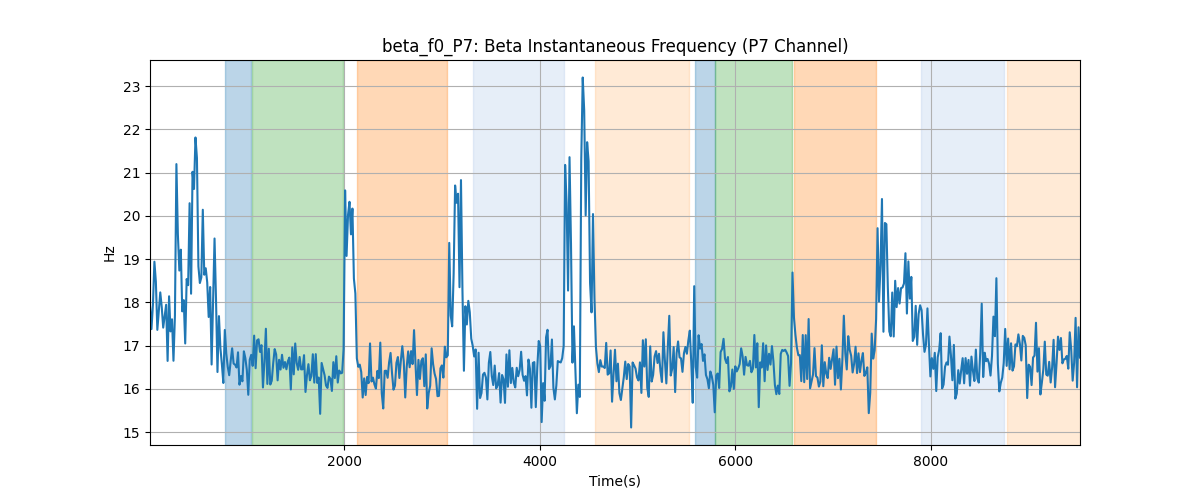 beta_f0_P7: Beta Instantaneous Frequency (P7 Channel)
23
22
21
20
19
18
17
16
15
Hz
2000 4000 6000 8000
Time(s)